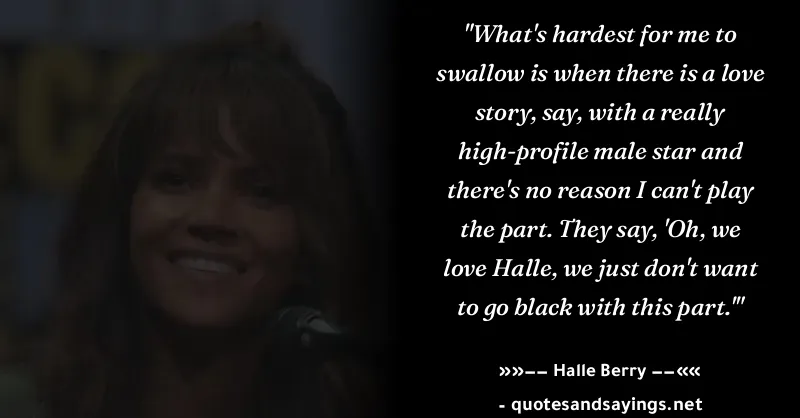 "What's hardest for me to
swallow is when there is a love
story, say, with a really
high-profile male star and
there's no reason I can't play
the part. They say, 'Oh, we
love Halle, we just don't want
to go black with this part.'"
»»−− Halle Berry −−««
- quotesandsayings.net